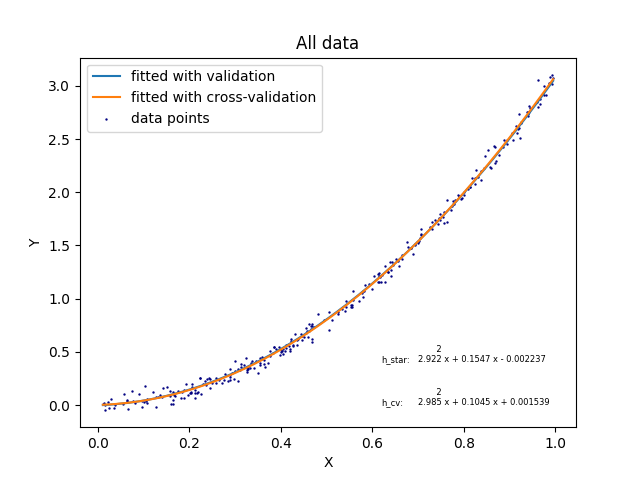 All data
fitted with validation
fitted with cross-validation
data points
3.0
2.5
2.0
1.5
1.0
0.5
0.0
Y
2
h_star: 2.922 x + 0.1547 x - 0.002237
2
h_cv: 2.985 x + 0.1045 x + 0.001539
0.0 0.2 0.4 0.6 0.8 1.0
X